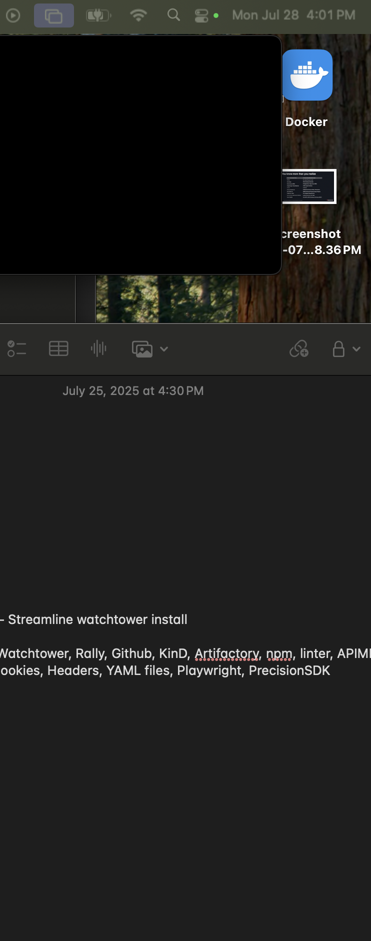 Mon Jul 28 4:01 PM
Docker
creenshot
-07...8.36 PM
July 25, 2025 at 4:30 PM
- Streamline watchtower install
Watchtower, Rally, Github, KinD, Artifactory, npm, linter, APIM
ookies, Headers, YAML files, Playwright, PrecisionSDK